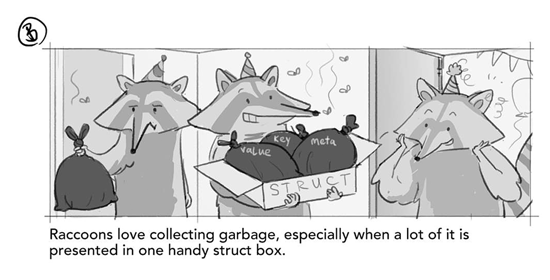 value
key
meta
STRUCT
Raccoons love collecting garbage, especially when a lot of it is
presented in one handy struct box.